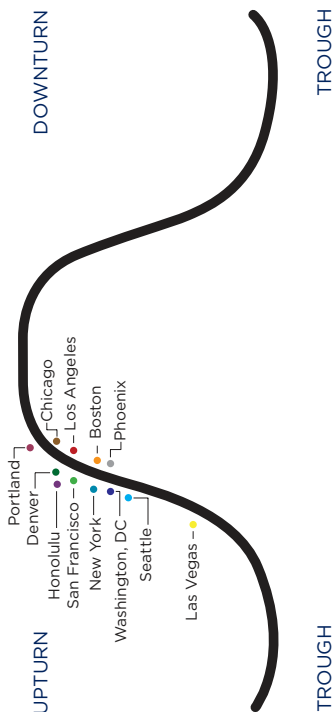 UPTURN
DOWNTURN
Portland
Denver
Honolulu
San Francisco
New York
Washington, DC
Seattle
Las Vegas
Chicago
Los Angeles
Boston
Phoenix
TROUGH
TROUGH